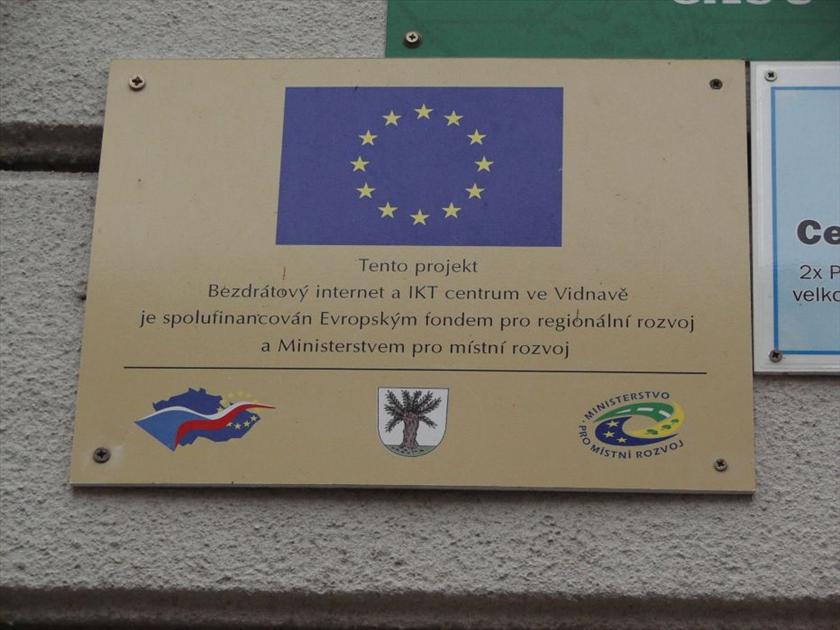 Tento projekt
Bezdrátový internet a IKT centrum ve Vidnavě
je spolufinancován Evropským fondem pro regionální rozvoj
a Ministerstvem pro místní rozvoj
MINISTERSTVO
PRO MÍSTNÍ ROZVOJ
Ce
2x P
velko